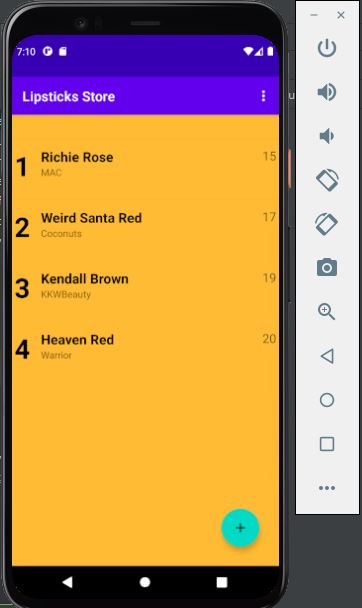 7:10
Lipsticks Store
1 Richie Rose 15
MAC
2 Weird Santa Red 17
Coconuts
3 Kendall Brown 19
KKWBeauty
4 Heaven Red 20
Warrior
+